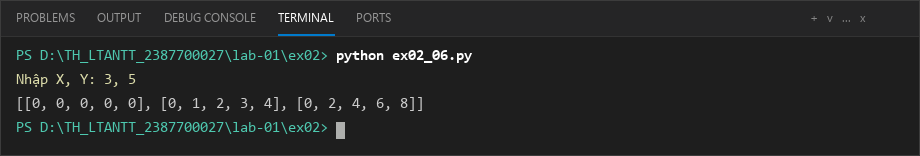 PROBLEMS OUTPUT DEBUG CONSOLE TERMINAL PORTS + v ... x
PS D:\TH_LTANTT_2387700027\lab-01\ex02> python ex02_06.py
Nhập X, Y: 3, 5
[[0, 0, 0, 0, 0], [0, 1, 2, 3, 4], [0, 2, 4, 6, 8]]
PS D:\TH_LTANTT_2387700027\lab-01\ex02>